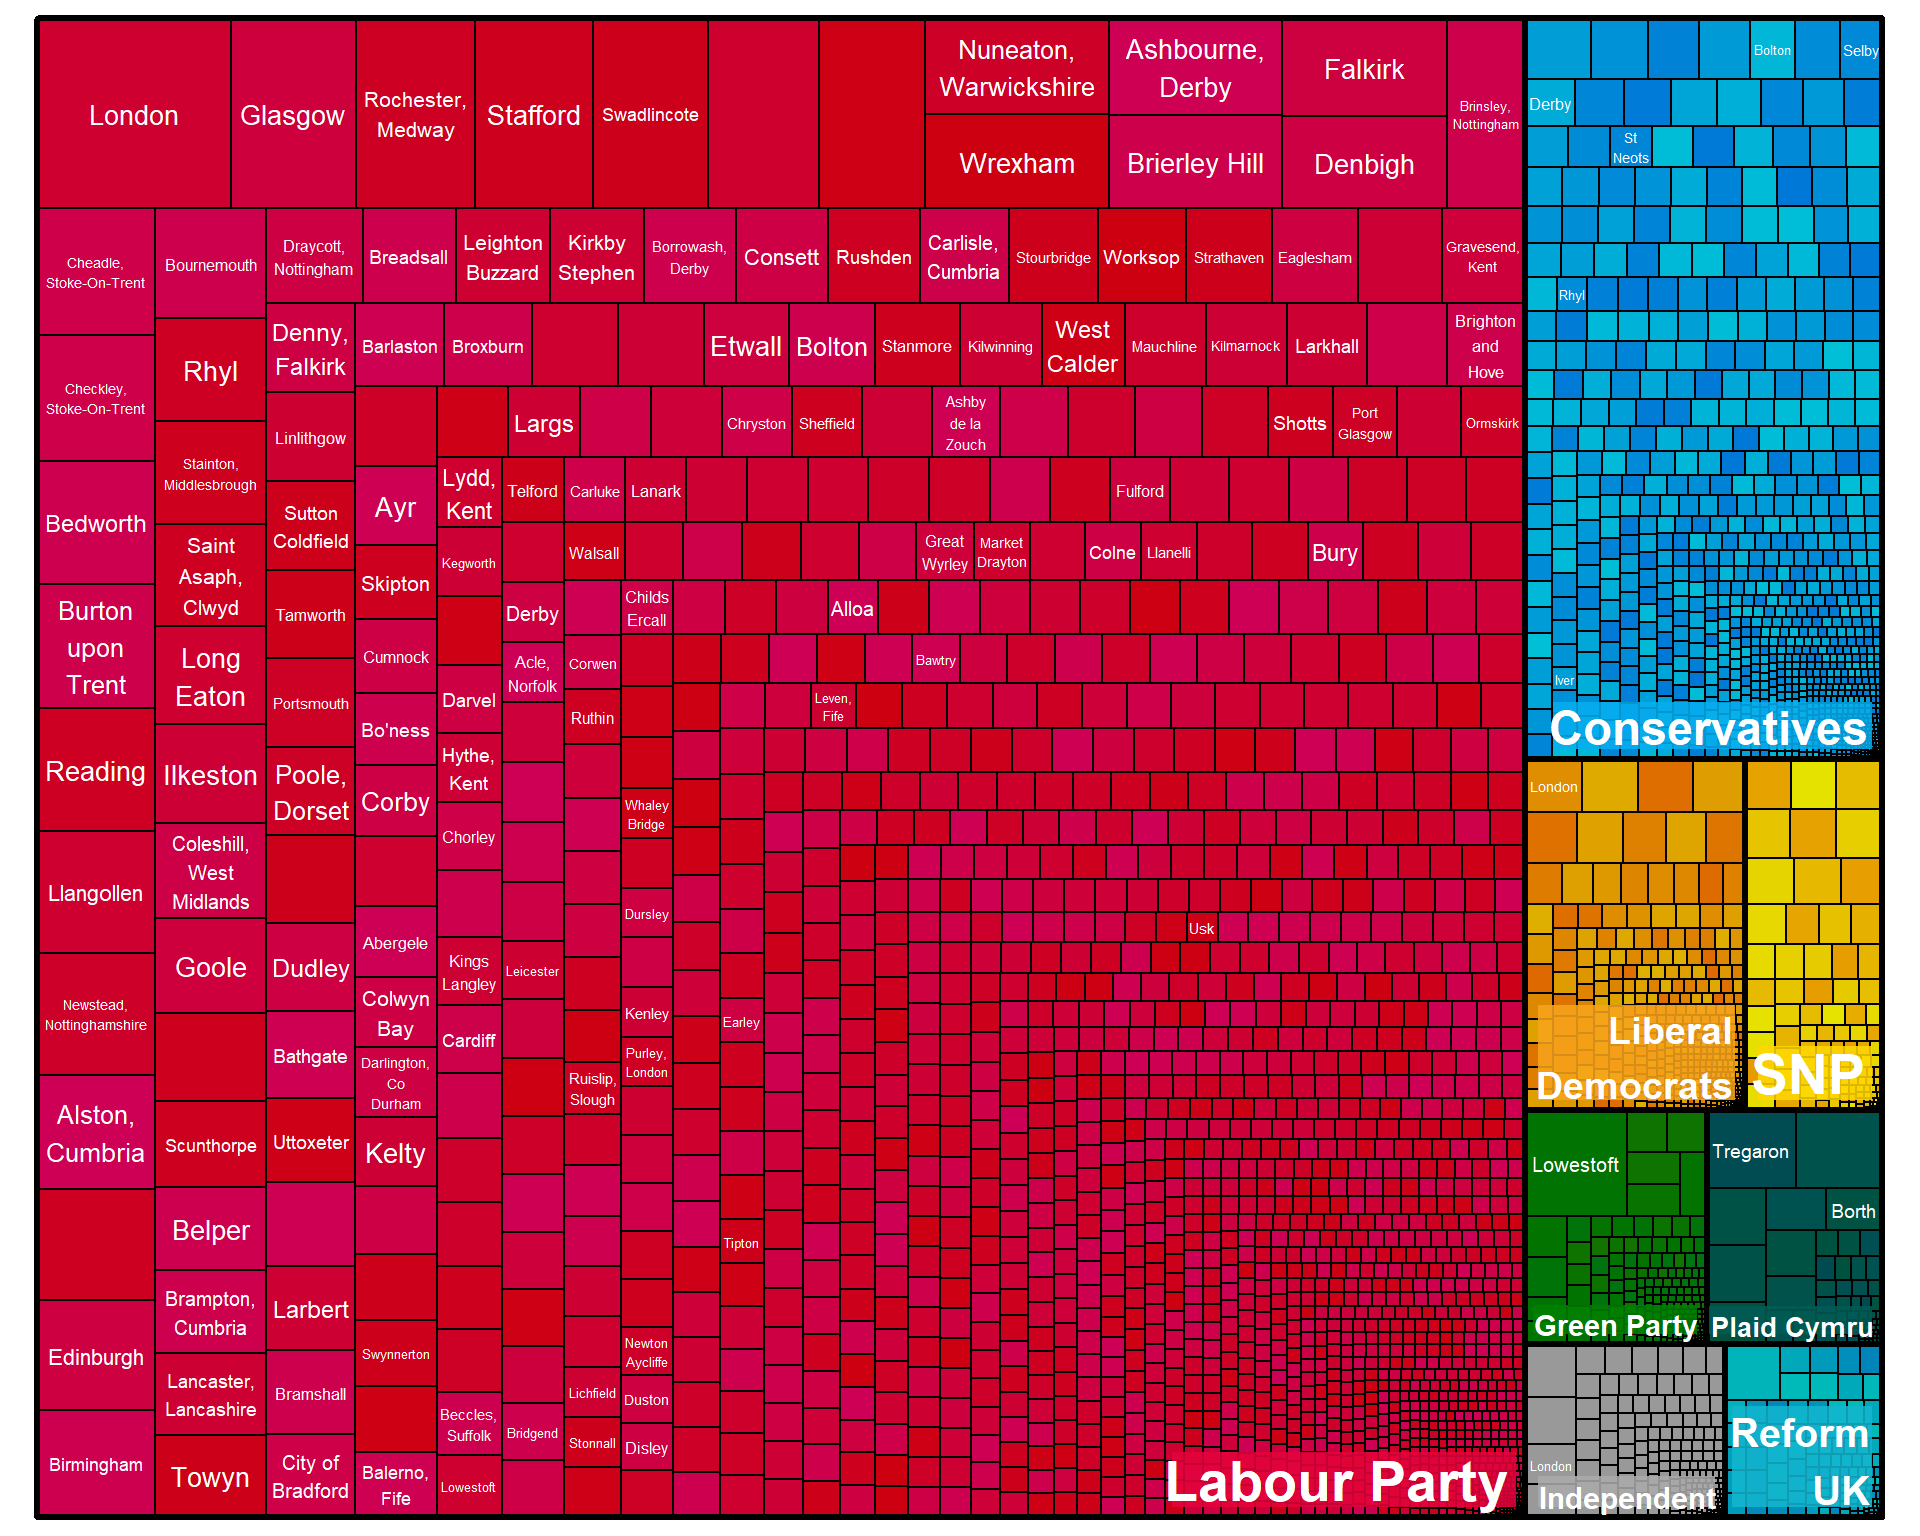 London
Glasgow
Rochester,
Medway
Stafford
Swadlincote
Nuneaton,
Warwickshire
Wrexham
Ashbourne,
Derby
Brierley Hill
Falkirk
Denbigh
Brinsley,
Nottingham
Cheadle,
Stoke-On-Trent
Checkley,
Stoke-On-Trent
Bedworth
Burton
upon
Trent
Reading
Llangollen
Newstead,
Nottinghamshire
Alston,
Cumbria
Edinburgh
Birmingham
Bournemouth
Rhyl
Stainton,
Middlesbrough
Saint
Asaph,
Clwyd
Long
Eaton
Ilkeston
Coleshill,
West
Midlands
Goole
Scunthorpe
Belper
Brampton,
Cumbria
Lancaster,
Lancashire
Towyn
Draycott,
Nottingham
Denny,
Falkirk
Linlithgow
Sutton
Coldfield
Tamworth
Portsmouth
Poole,
Dorset
Dudley
Bathgate
Uttoxeter
Larbert
Bramshall
City of
Bradford
Breadsall
Leighton
Buzzard
Kirkby
Stephen
Borrowash,
Derby
Consett
Rushden
Carlisle,
Cumbria
Stourbridge
Worksop
Strathaven
Eaglesham
Gravesend,
Kent
Barlaston
Broxburn
Etwall
Bolton
Stanmore
Kilwinning
West
Calder
Mauchline
Kilmarnock
Larkhall
Brighton
and
Hove
Ayr
Skipton
Cumnock
Bo'ness
Corby
Abergele
Colwyn
Bay
Darlington,
Co
Durham
Kelty
Swynnerton
Balerno,
Fife
Largs
Chryston
Sheffield
Ashby
de la
Zouch
Shotts
Port
Glasgow
Ormskirk
Lydd,
Kent
Kegworth
Darvel
Hythe,
Kent
Chorley
Kings
Langley
Cardiff
Beccles,
Suffolk
Lowestoft
Telford
Carluke
Lanark
Fulford
Derby
Acle,
Norfolk
Leicester
Bridgend
Walsall
Great
Wyrley
Market
Drayton
Colne
Llanelli
Bury
Corwen
Ruthin
Ruislip,
Slough
Lichfield
Stonnall
Childs
Ercall
Alloa
Whaley
Bridge
Dursley
Kenley
Purley,
London
Newton
Aycliffe
Duston
Disley
Bawtry
Leven,
Fife
Earley
Tipton
Usk
Labour Party
Bolton
Selby
Derby
St
Neots
Rhyl
Iver
Conservatives
London
Liberal
Democrats
SNP
Lowestoft
Green Party
Tregaron
Borth
Plaid Cymru
London
Independent
Reform
UK